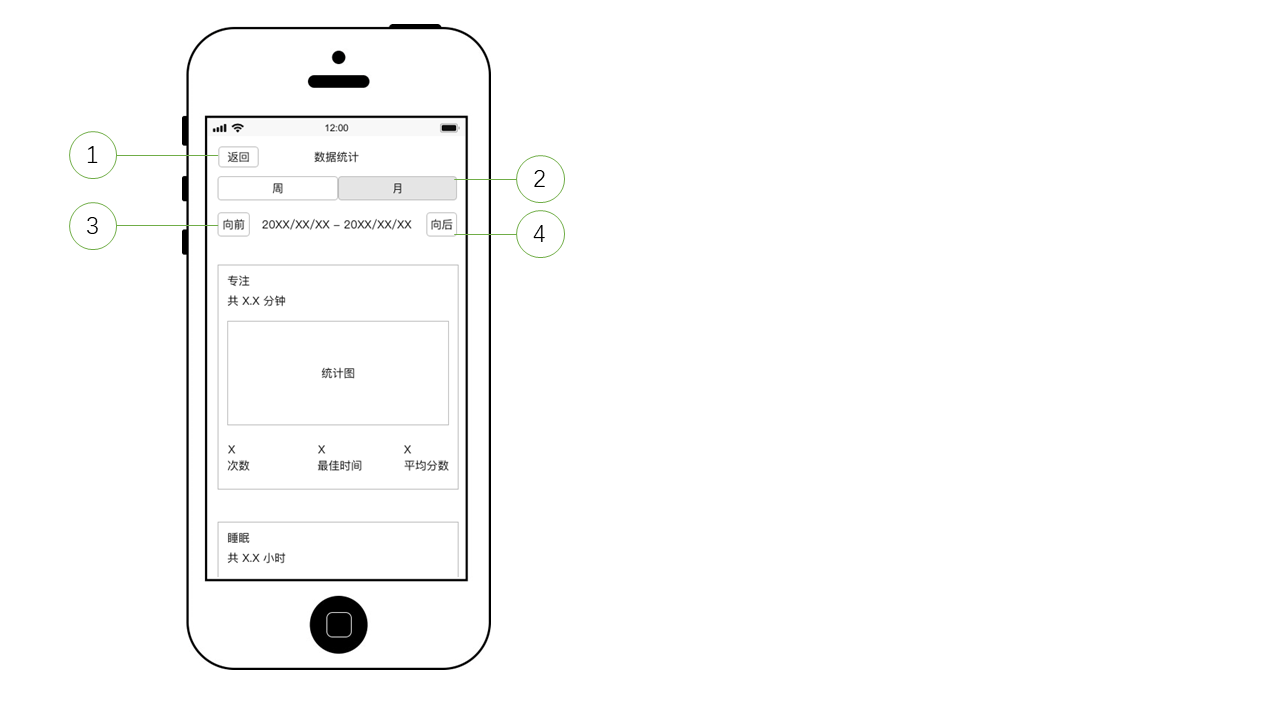 12:00
1
返回 数据统计
周 月
2
3
向前 20XX/XX/XX – 20XX/XX/XX 向后
4
专注
共 X.X 分钟
统计图
X X X
次数 最佳时间 平均分数
睡眠
共 X.X 小时